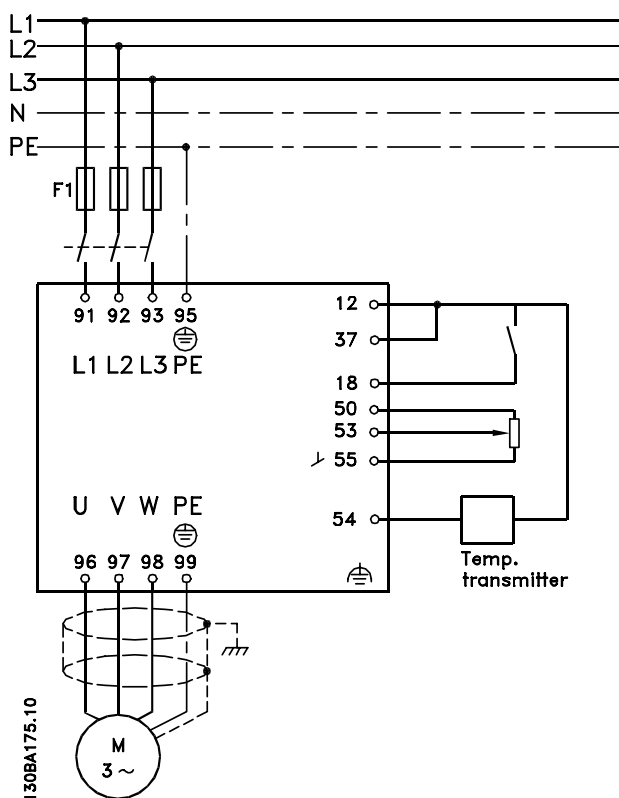 L1
L2
L3
N
PE
F1
91 92 93 95
L1 L2 L3 PE
12
37
18
50
53
55
54
U V W PE
96 97 98 99
Temp.
transmitter
M
3 ~
130BA175.10